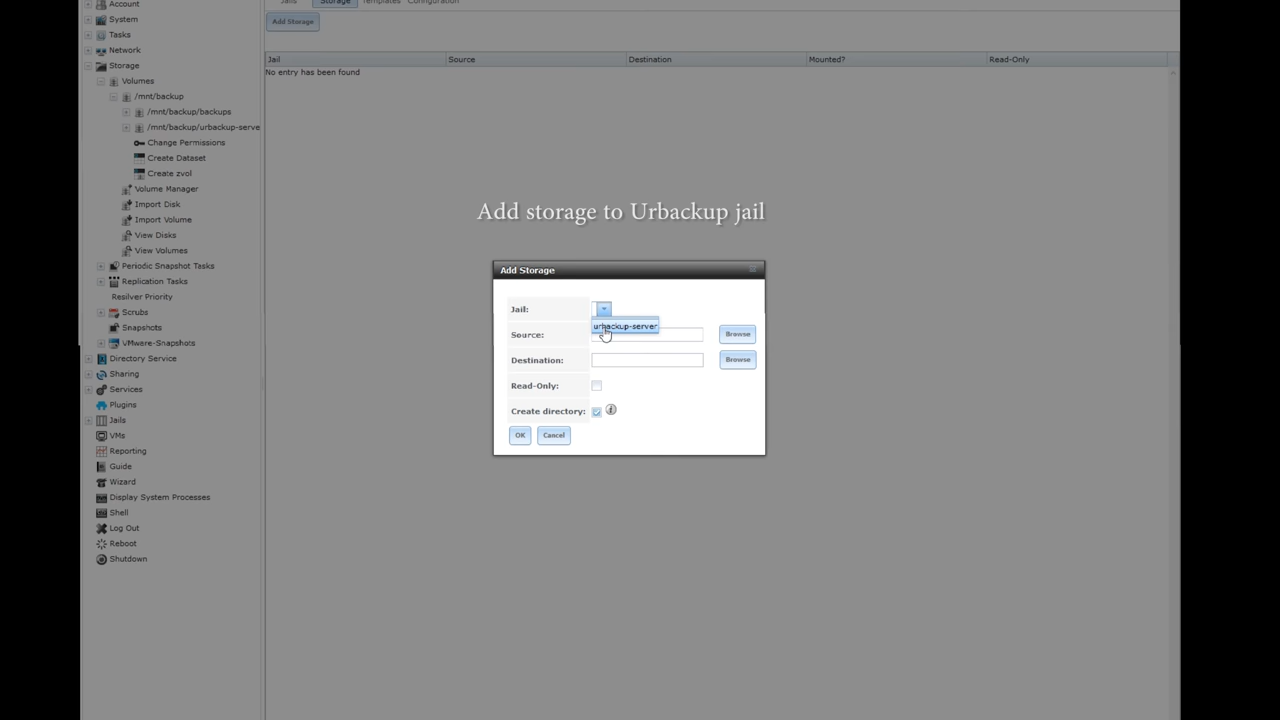 Account
System
Tasks
Network
Storage
Volumes
/mnt/backup
/mnt/backup/backups
/mnt/backup/urbackup-serve
Change Permissions
Create Dataset
Create zvol
Volume Manager
Import Disk
Import Volume
View Disks
View Volumes
Periodic Snapshot Tasks
Replication Tasks
Resilver Priority
Scrubs
Snapshots
VMware-Snapshots
Directory Service
Sharing
Services
Plugins
Jails
VMs
Reporting
Guide
Wizard
Display System Processes
Shell
Log Out
Reboot
Shutdown
Jails Storage Templates Configuration
Add Storage
Jail Source Destination Mounted? Read-Only
No entry has been found
Add storage to Urbackup jail
Add Storage
Jail:
urbackup-server
Source: Browse
Destination: Browse
Read-Only:
Create directory:
OK Cancel